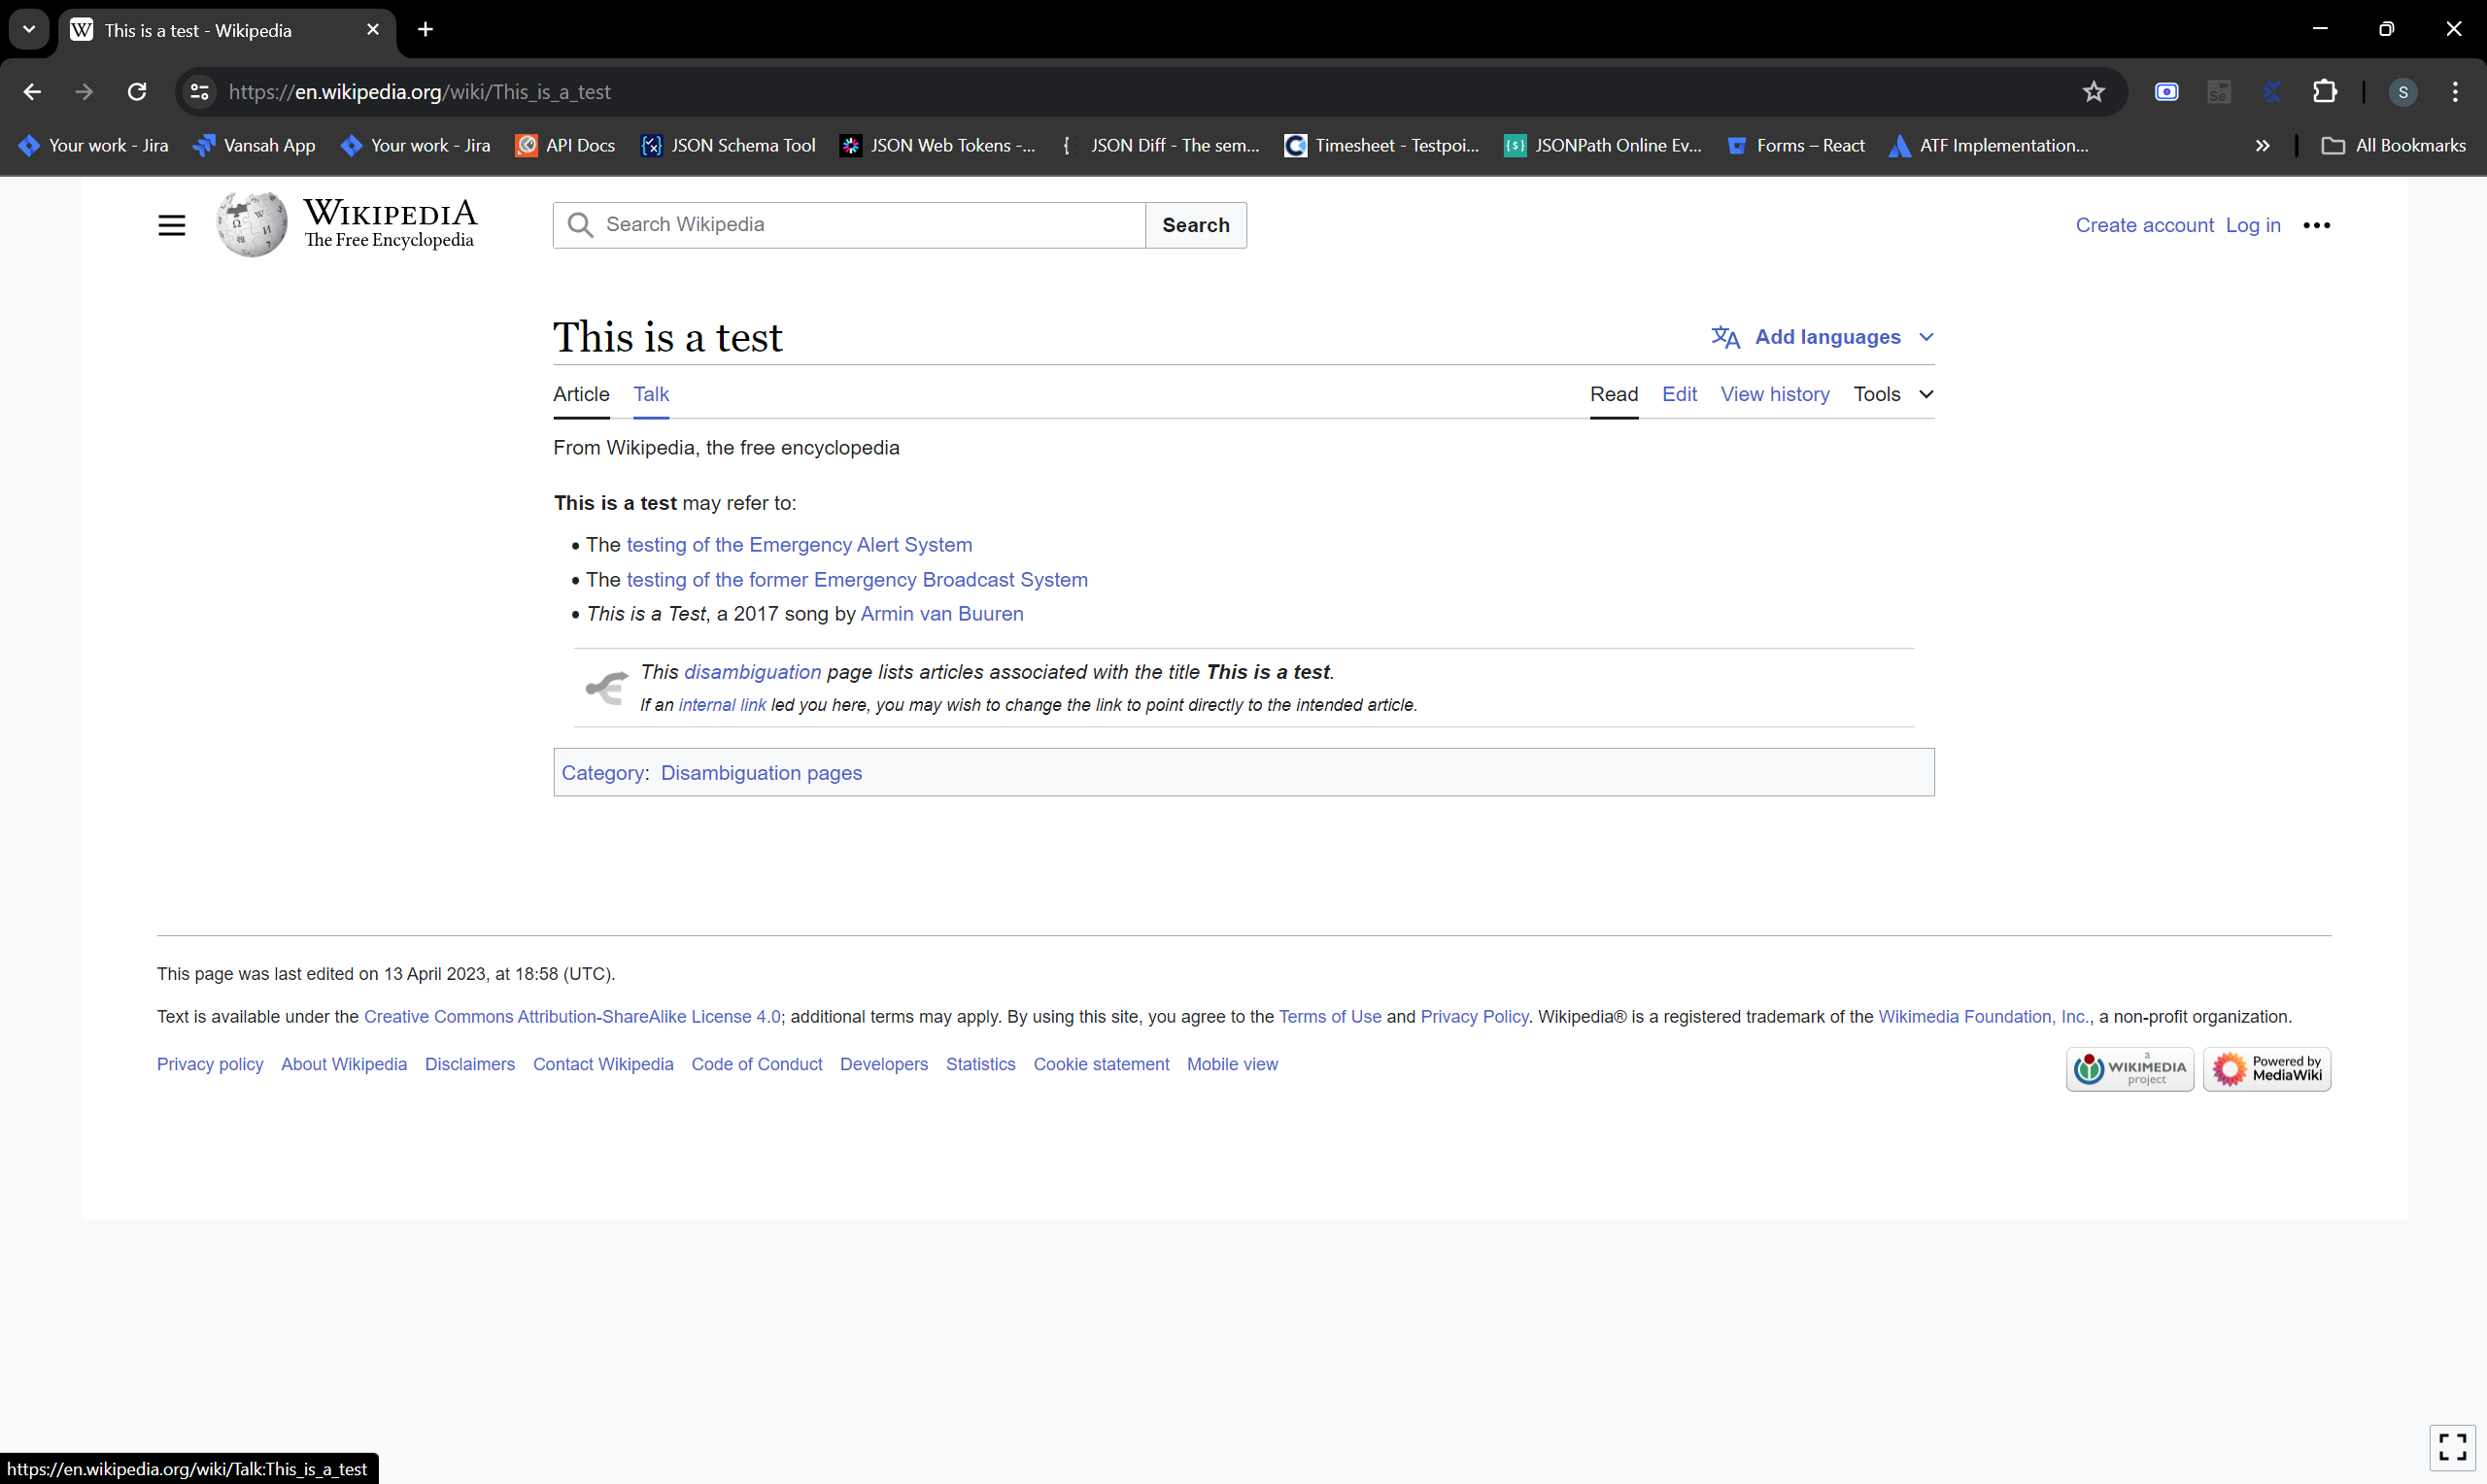 This is a test - Wikipedia
https://en.wikipedia.org/wiki/This_is_a_test
Se
S
Your work - Jira Vansah App Your work - Jira API Docs JSON Schema Tool JSON Web Tokens -... JSON Diff - The sem... Timesheet - Testpoi... JSONPath Online Ev... Forms – React ATF Implementation... All Bookmarks
WIKIPEDIA
The Free Encyclopedia
Search Wikipedia Search
Create account Log in
This is a test
Add languages
Article Talk Read Edit View history Tools
From Wikipedia, the free encyclopedia
This is a test may refer to:
• The testing of the Emergency Alert System
• The testing of the former Emergency Broadcast System
• This is a Test, a 2017 song by Armin van Buuren
This disambiguation page lists articles associated with the title This is a test.
If an internal link led you here, you may wish to change the link to point directly to the intended article.
Category: Disambiguation pages
This page was last edited on 13 April 2023, at 18:58 (UTC).
Text is available under the Creative Commons Attribution-ShareAlike License 4.0; additional terms may apply. By using this site, you agree to the Terms of Use and Privacy Policy. Wikipedia® is a registered trademark of the Wikimedia Foundation, Inc., a non-profit organization.
Privacy policy About Wikipedia Disclaimers Contact Wikipedia Code of Conduct Developers Statistics Cookie statement Mobile view
a
WIKIMEDIA
project
Powered by
MediaWiki
https://en.wikipedia.org/wiki/Talk:This_is_a_test